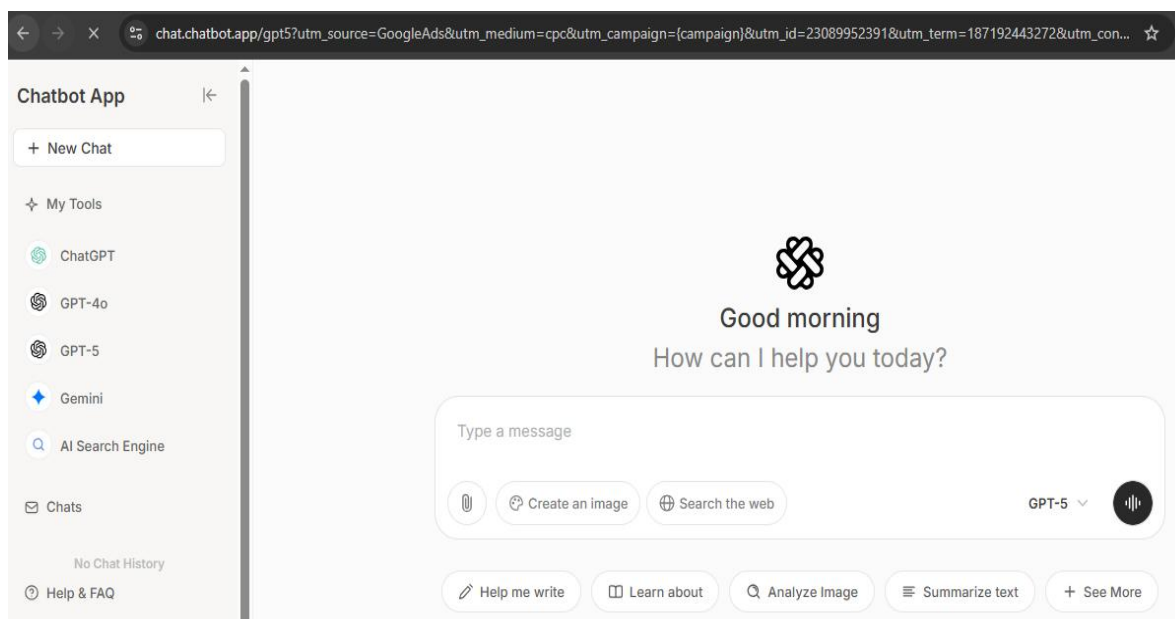 chat.chatbot.app/gpt5?utm_source=GoogleAds&utm_medium=cpc&utm_campaign={campaign}&utm_id=23089952391&utm_term=187192443272&utm_con...
Chatbot App
+ New Chat
My Tools
ChatGPT
GPT-4o
GPT-5
Gemini
AI Search Engine
Chats
No Chat History
Help & FAQ
Good morning
How can I help you today?
Type a message
Create an image Search the web GPT-5
Help me write Learn about Analyze Image Summarize text + See More